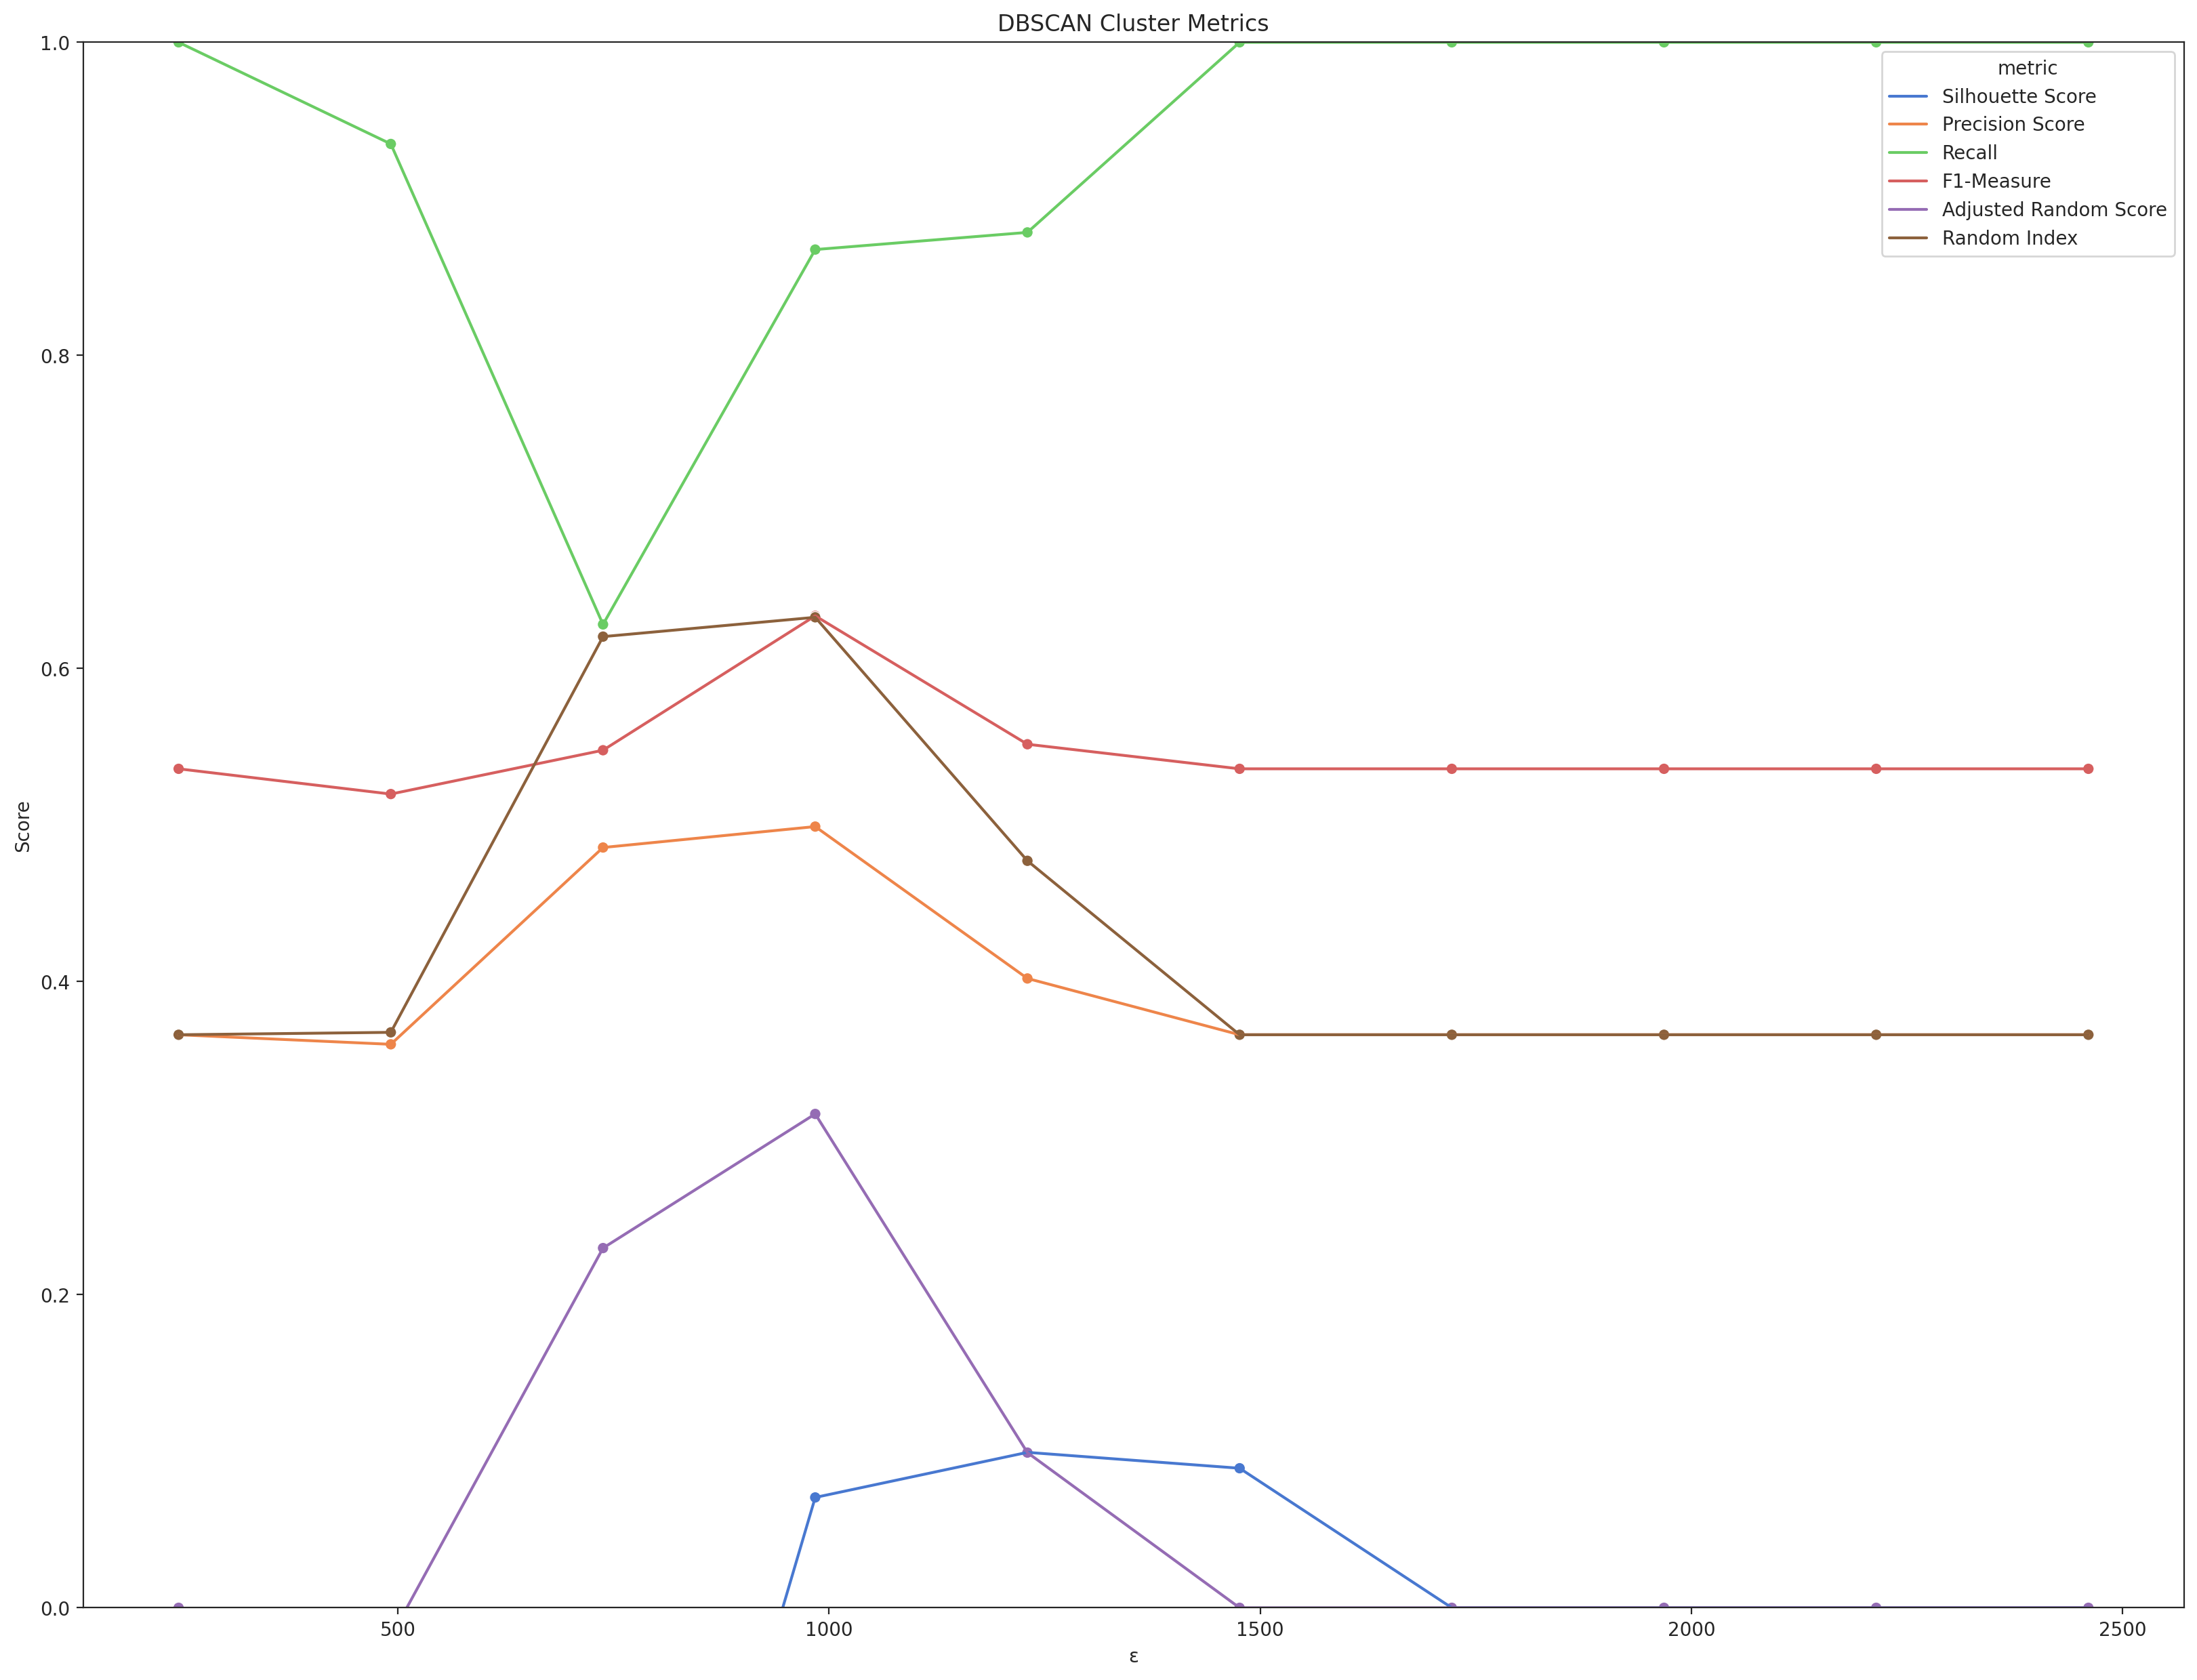 DBSCAN Cluster Metrics
1.0
0.8
0.6
0.4
0.2
0.0
Score
500
1000
1500
2000
2500
ε
metric
Silhouette Score
Precision Score
Recall
F1-Measure
Adjusted Random Score
Random Index